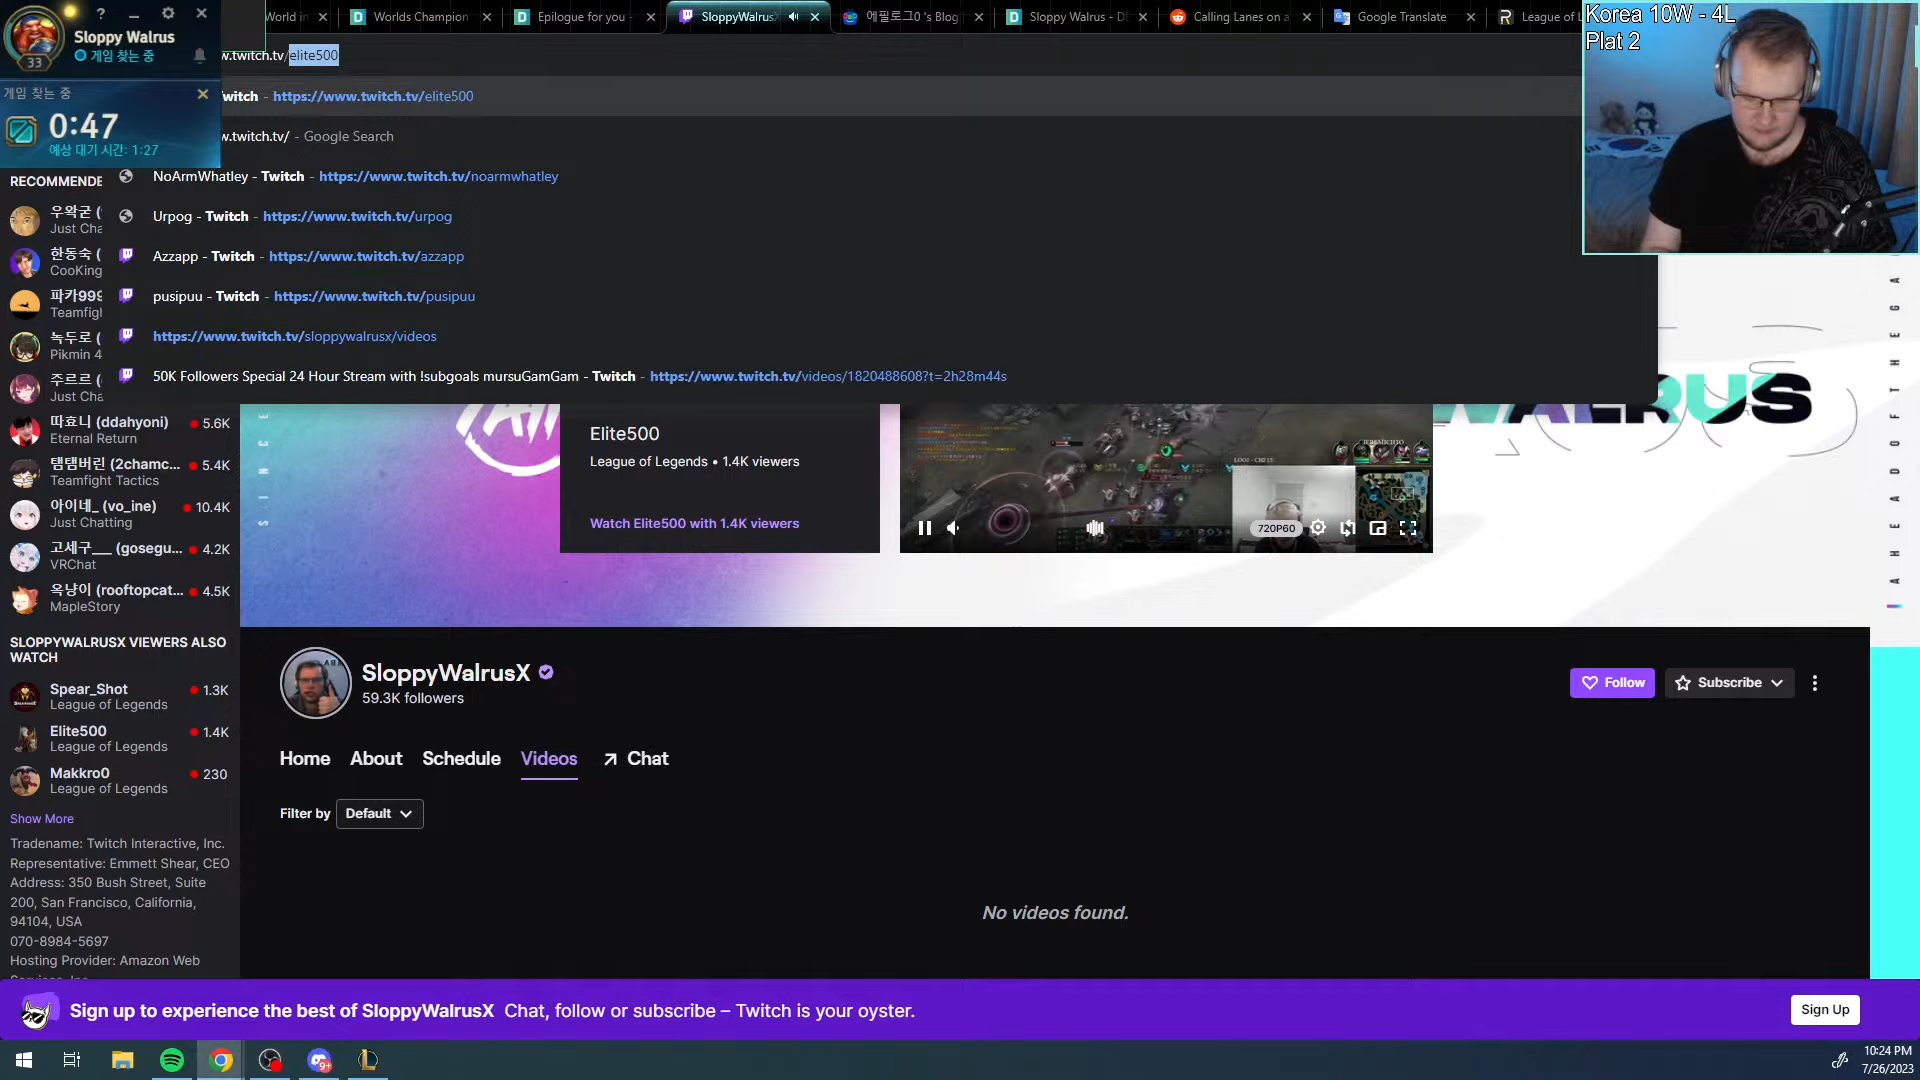 Sloppy Walrus
게임 찾는 중
33
게임 찾는 중
0:47
예상 대기 시간: 1:27
World in
Worlds Champion
Epilogue for you -
SloppyWalrus
에필로그0 's Blog
Sloppy Walrus - DE
Calling Lanes on a
Google Translate
League of L
w.twitch.tv/elite500
Twitch - https://www.twitch.tv/elite500
w.twitch.tv/ - Google Search
NoArmWhatley - Twitch - https://www.twitch.tv/noarmwhatley
Urpog - Twitch - https://www.twitch.tv/urpog
Azzapp - Twitch - https://www.twitch.tv/azzapp
pusipuu - Twitch - https://www.twitch.tv/pusipuu
https://www.twitch.tv/sloppywalrusx/videos
50K Followers Special 24 Hour Stream with !subgoals mursuGamGam - Twitch - https://www.twitch.tv/videos/1820488608?t=2h28m44s
Korea 10W - 4L
Plat 2
RECOMMENDE
우왁굳 (
Just Cha
한동숙 (
CooKing
파카999
Teamfigh
녹두로 (
Pikmin 4
주르르 (
Just Cha
따효니 (ddahyoni) 5.6K
Eternal Return
탬탬버린 (2chamc... 5.4K
Teamfight Tactics
아이네_ (vo_ine) 10.4K
Just Chatting
고세구___ (gosegu... 4.2K
VRChat
옥냥이 (rooftopcat... 4.5K
MapleStory
SLOPPYWALRUSX VIEWERS ALSO
WATCH
Spear_Shot 1.3K
League of Legends
Elite500 1.4K
League of Legends
Makkro0 230
League of Legends
Show More
Tradename: Twitch Interactive, Inc.
Representative: Emmett Shear, CEO
Address: 350 Bush Street, Suite
200, San Francisco, California,
94104, USA
070-8984-5697
Hosting Provider: Amazon Web
Elite500
League of Legends • 1.4K viewers
Watch Elite500 with 1.4K viewers
720P60
WALRUS
SloppyWalrusX
59.3K followers
Follow
Subscribe
Home About Schedule Videos Chat
Filter by Default
No videos found.
Sign up to experience the best of SloppyWalrusX Chat, follow or subscribe – Twitch is your oyster.
Sign Up
9+
10:24 PM
7/26/2023